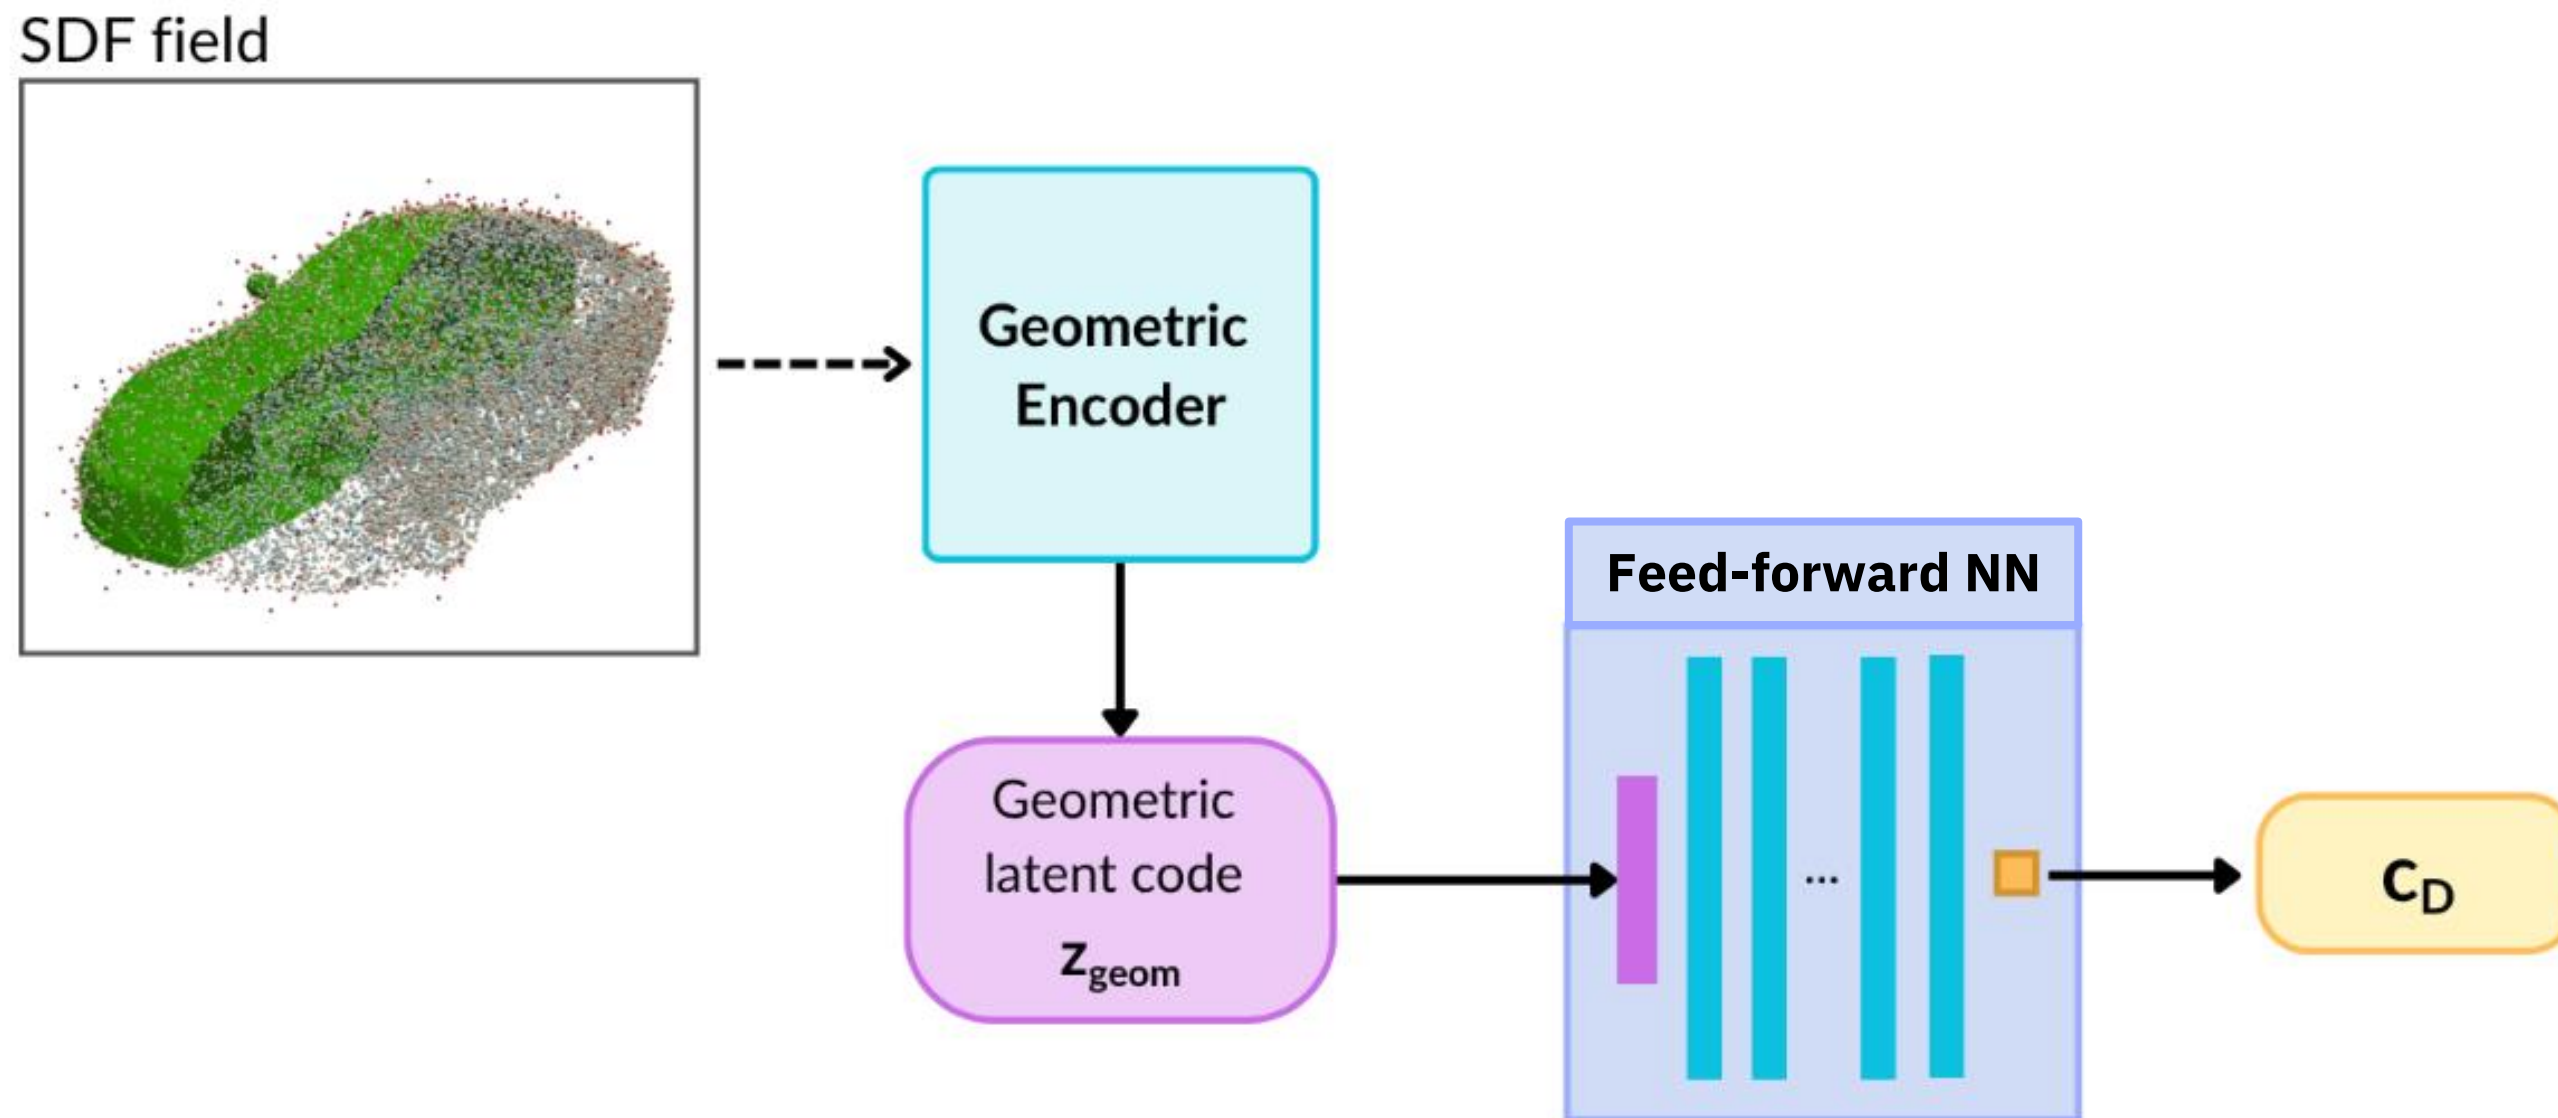 SDF field
Geometric
Encoder
Feed-forward NN
Geometric
latent code
z_geom
...
C_D